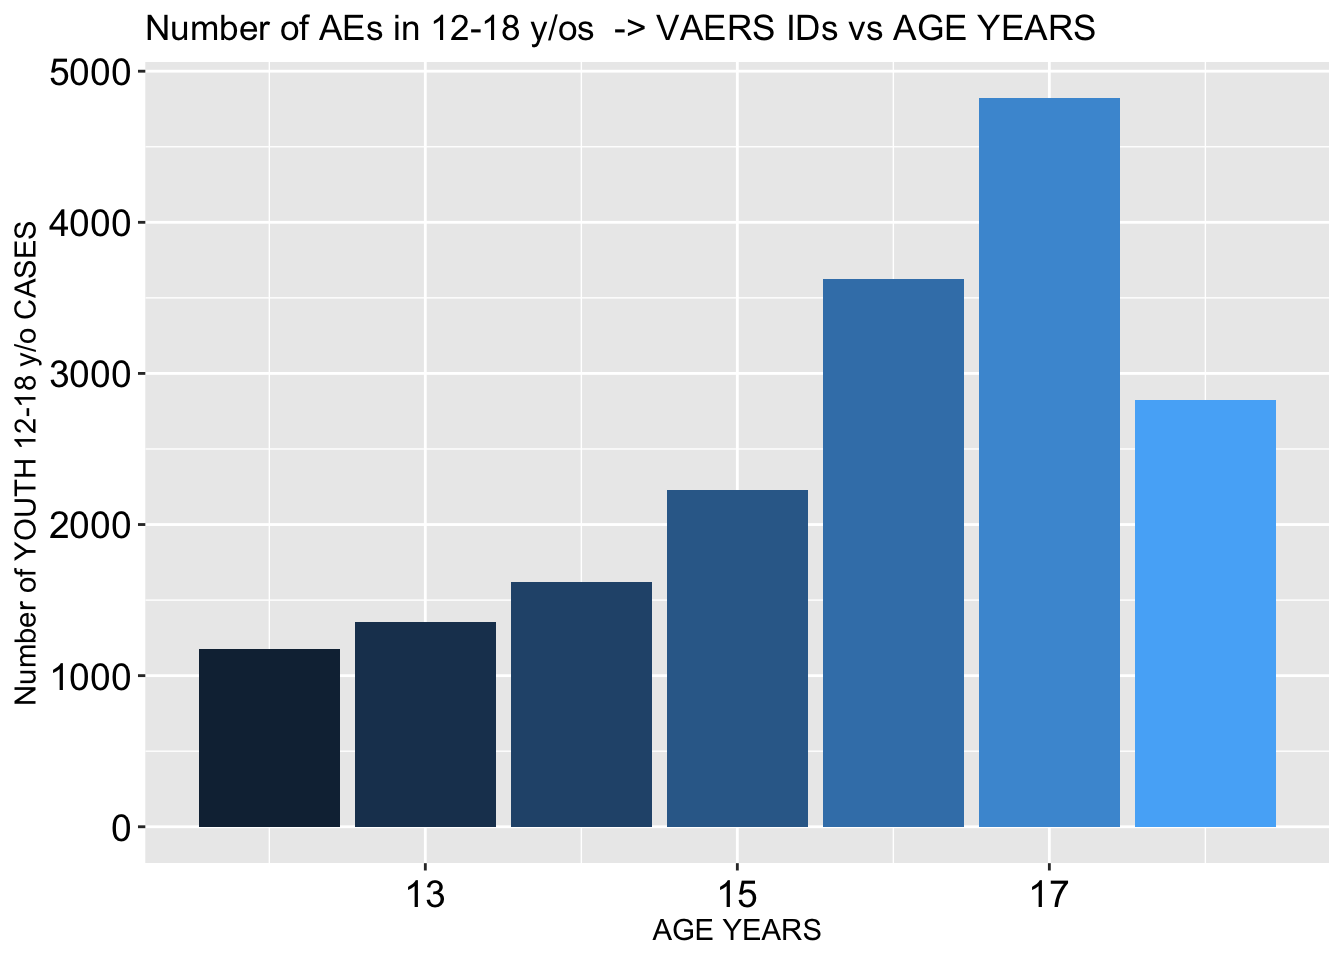 Number of AEs in 12-18 y/os  -> VAERS IDs vs AGE YEARS
Number of YOUTH 12-18 y/o CASES
5000
4000
3000
2000
1000
0
13 15 17
AGE YEARS